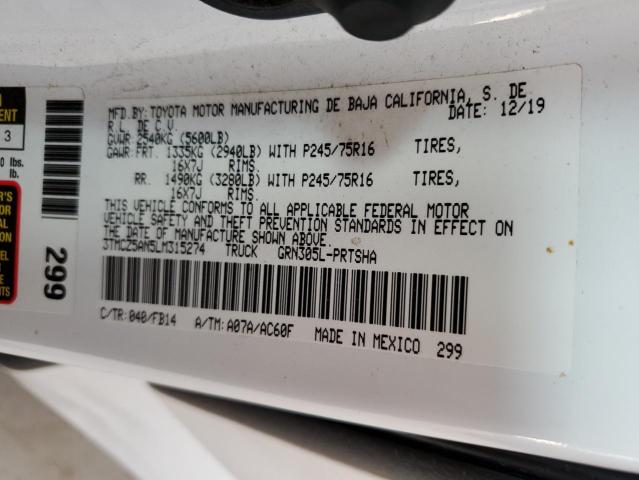 MFD.BY:TOYOTA MOTOR MANUFACTURING DE BAJA CALIFORNIA, S. DE
R.L. DE C.V. DATE: 12/19
GVWR 2540KG (5600LB)
GAWR FRT. 1335KG (2940LB) WITH P245/75R16 TIRES,
16X7J RIMS.
RR. 1490KG (3280LB) WITH P245/75R16 TIRES,
16X7J RIMS.
THIS VEHICLE CONFORMS TO ALL APPLICABLE FEDERAL MOTOR
VEHICLE SAFETY AND THEFT PREVENTION STANDARDS IN EFFECT ON
THE DATE OF MANUFACTURE SHOWN ABOVE.
3TMCZ5AN5LM315274 TRUCK GRN305L-PRTSHA
C/TR:040/FB14 A/TM:A07A/AC60F MADE IN MEXICO 299
3
lbs.
lb.
299